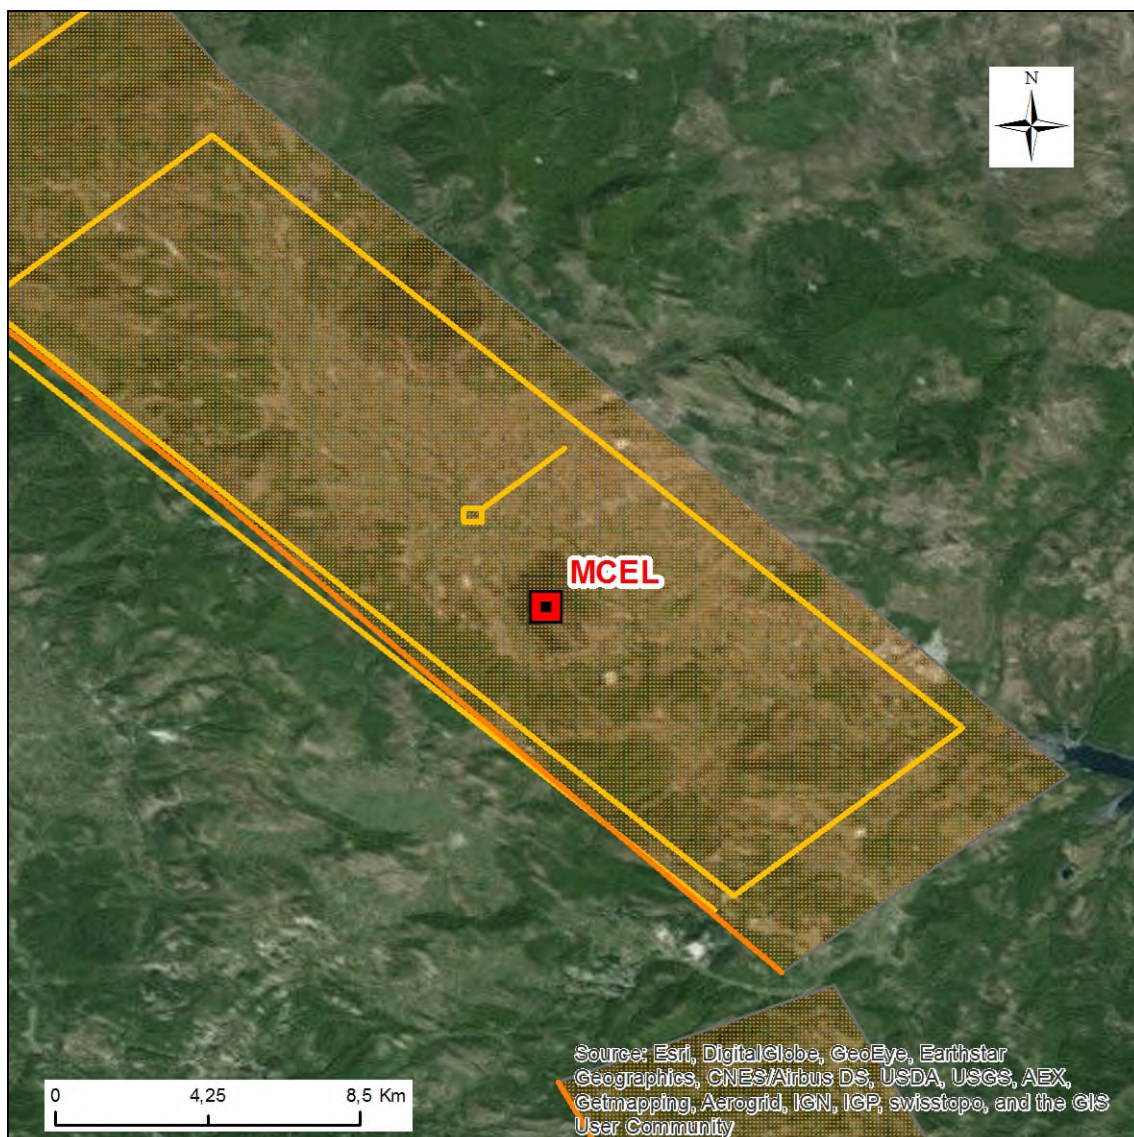 N
MCEL
Source: Esri, DigitalGlobe, GeoEye, Earthstar
Geographics, CNES/Airbus DS, USDA, USGS, AEX,
Getmapping, Aerogrid, IGN, IGP, swisstopo, and the GIS
User Community
0 4,25 8,5 Km